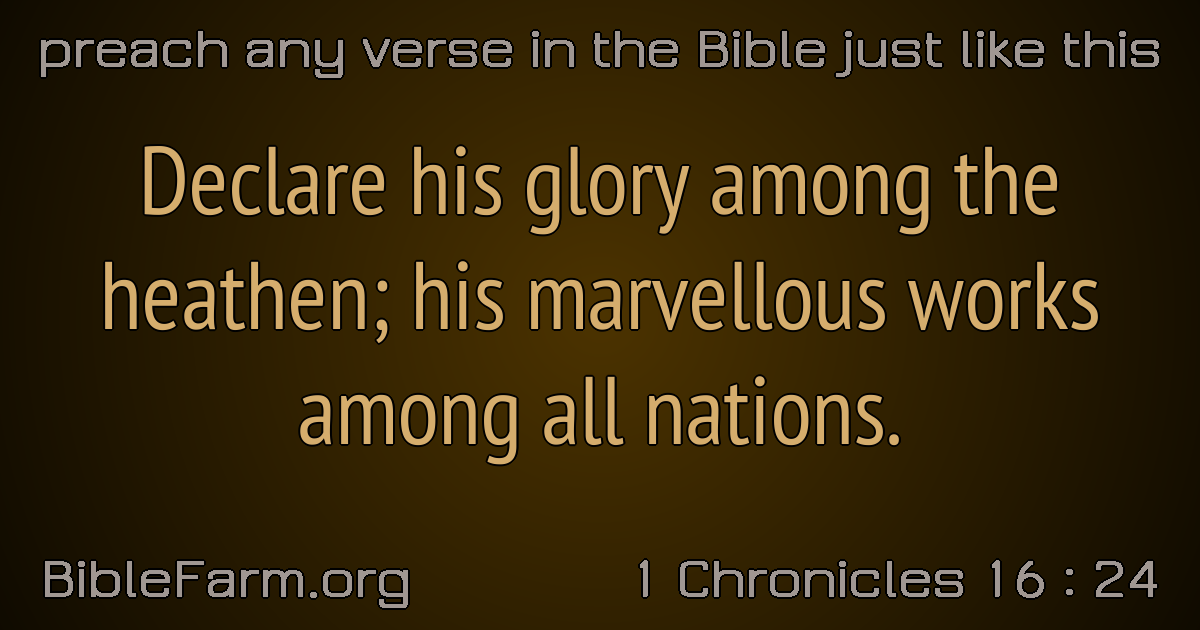 preach any verse in the Bible just like this
Declare his glory among the
heathen; his marvellous works
among all nations.
BibleFarm.org
1 Chronicles 16 : 24